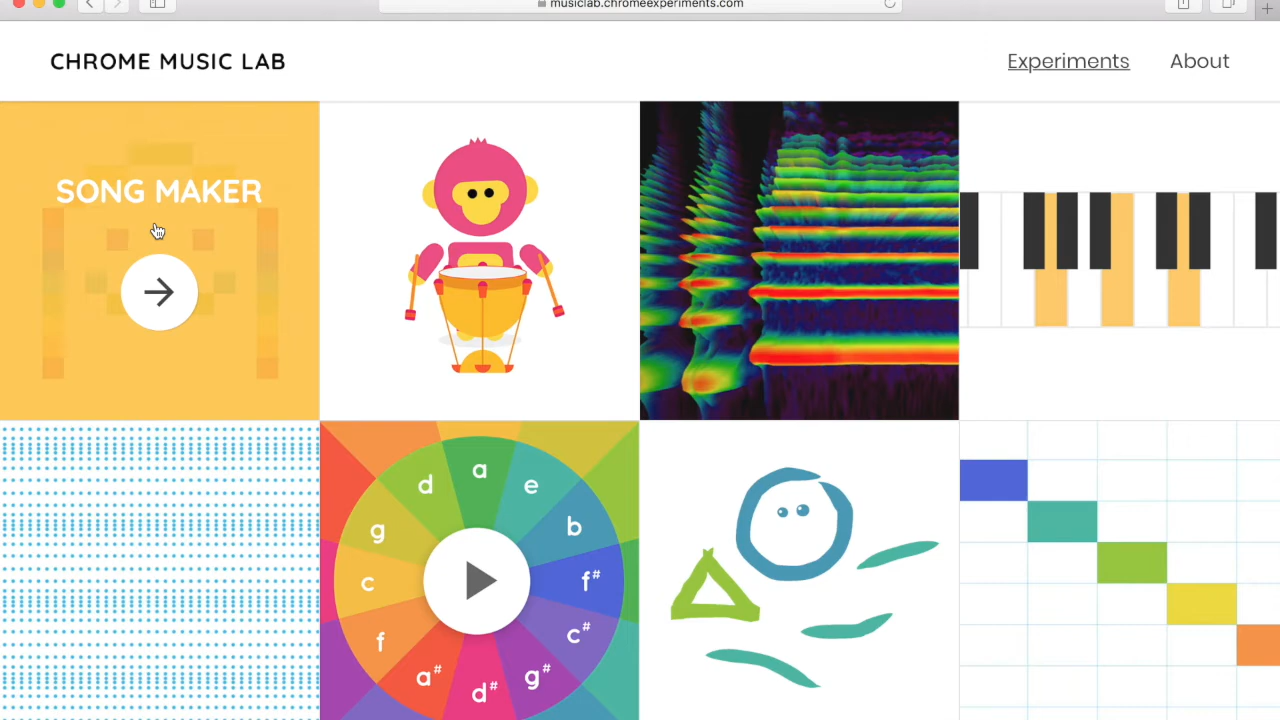 musiclab.chromeexperiments.com
CHROME MUSIC LAB
Experiments
About
SONG MAKER
d
a
e
g
b
c
f#
f
c#
a#
d#
g#